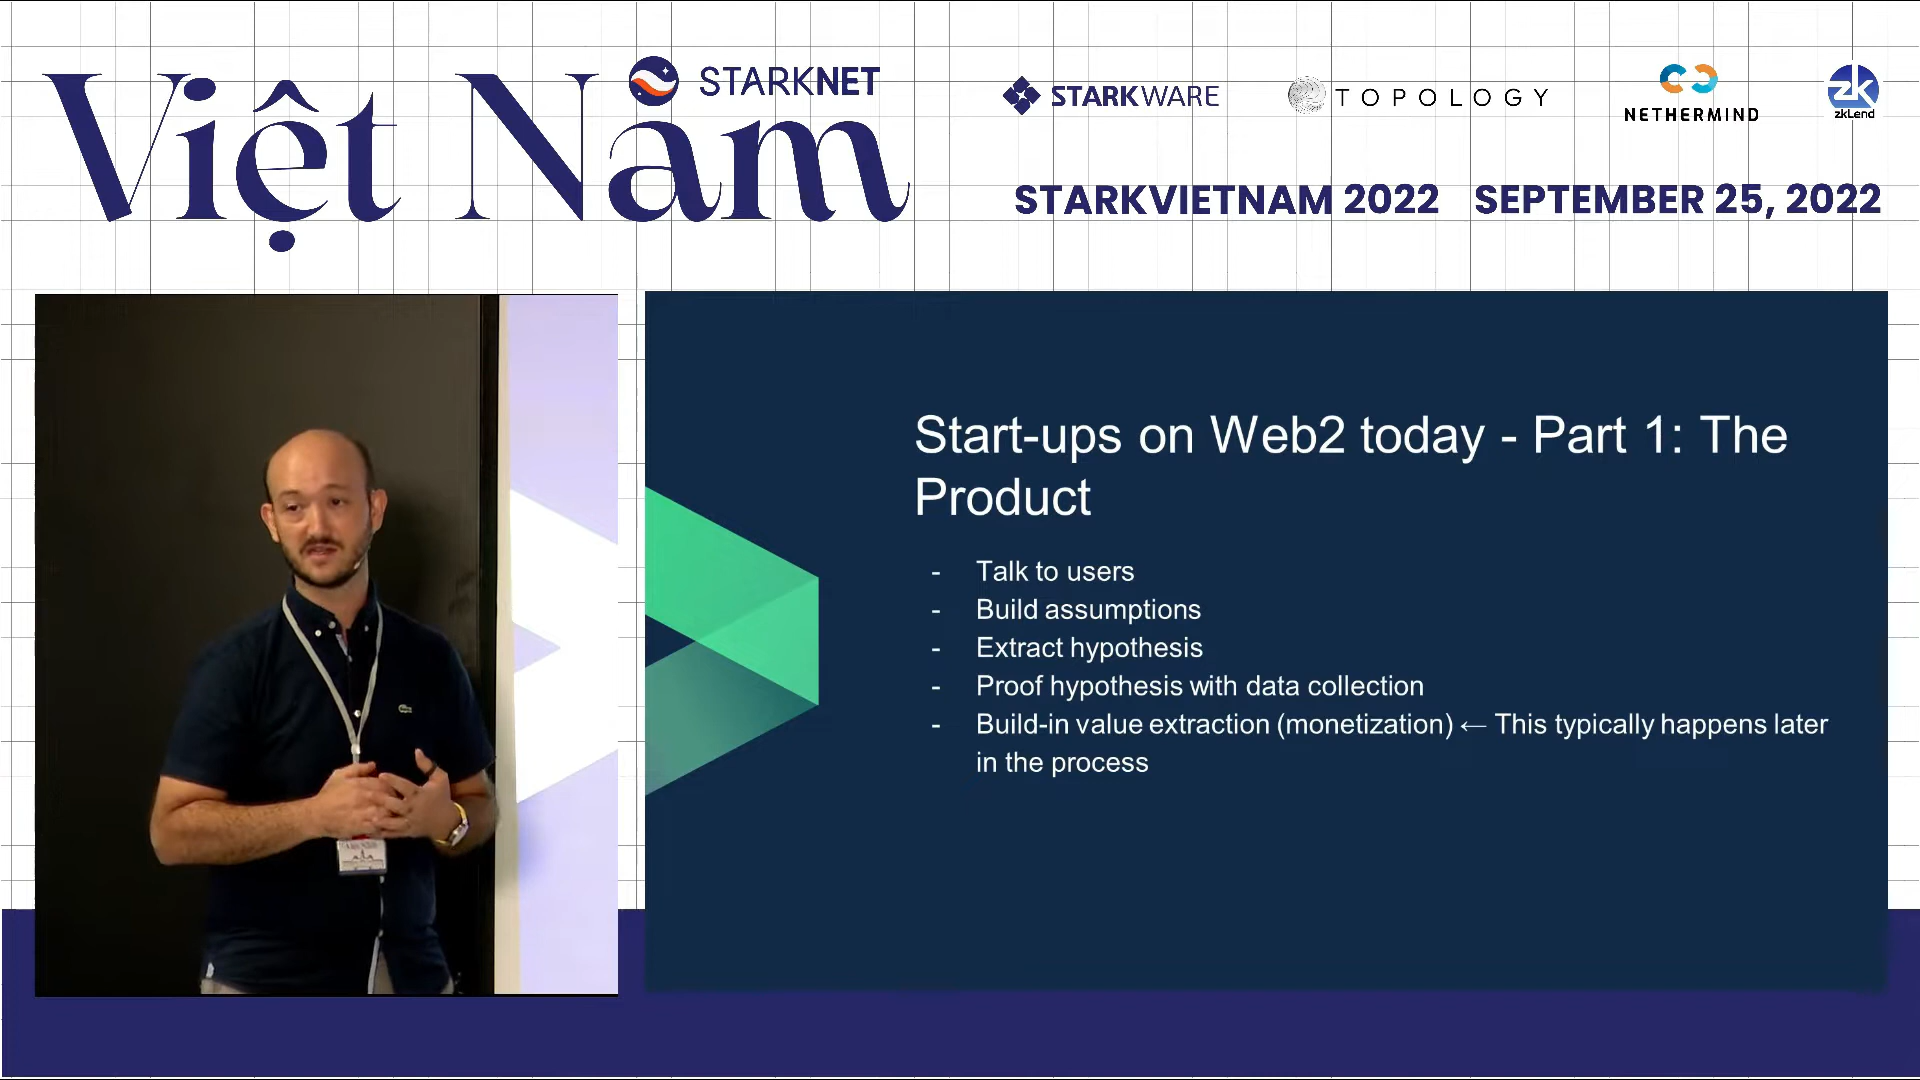 Việt Nam
STARKNET
STARKWARE
TOPOLOGY
NETHERMIND
zk
zkLend
STARKVIETNAM 2022 SEPTEMBER 25, 2022
Start-ups on Web2 today - Part 1: The
Product
- Talk to users
- Build assumptions
- Extract hypothesis
- Proof hypothesis with data collection
- Build-in value extraction (monetization) ← This typically happens later
in the process